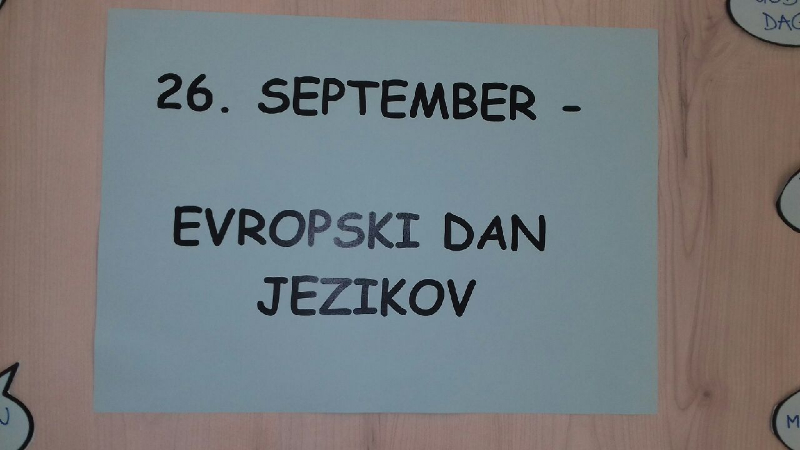 26. SEPTEMBER -
EVROPSKI DAN
JEZIKOV